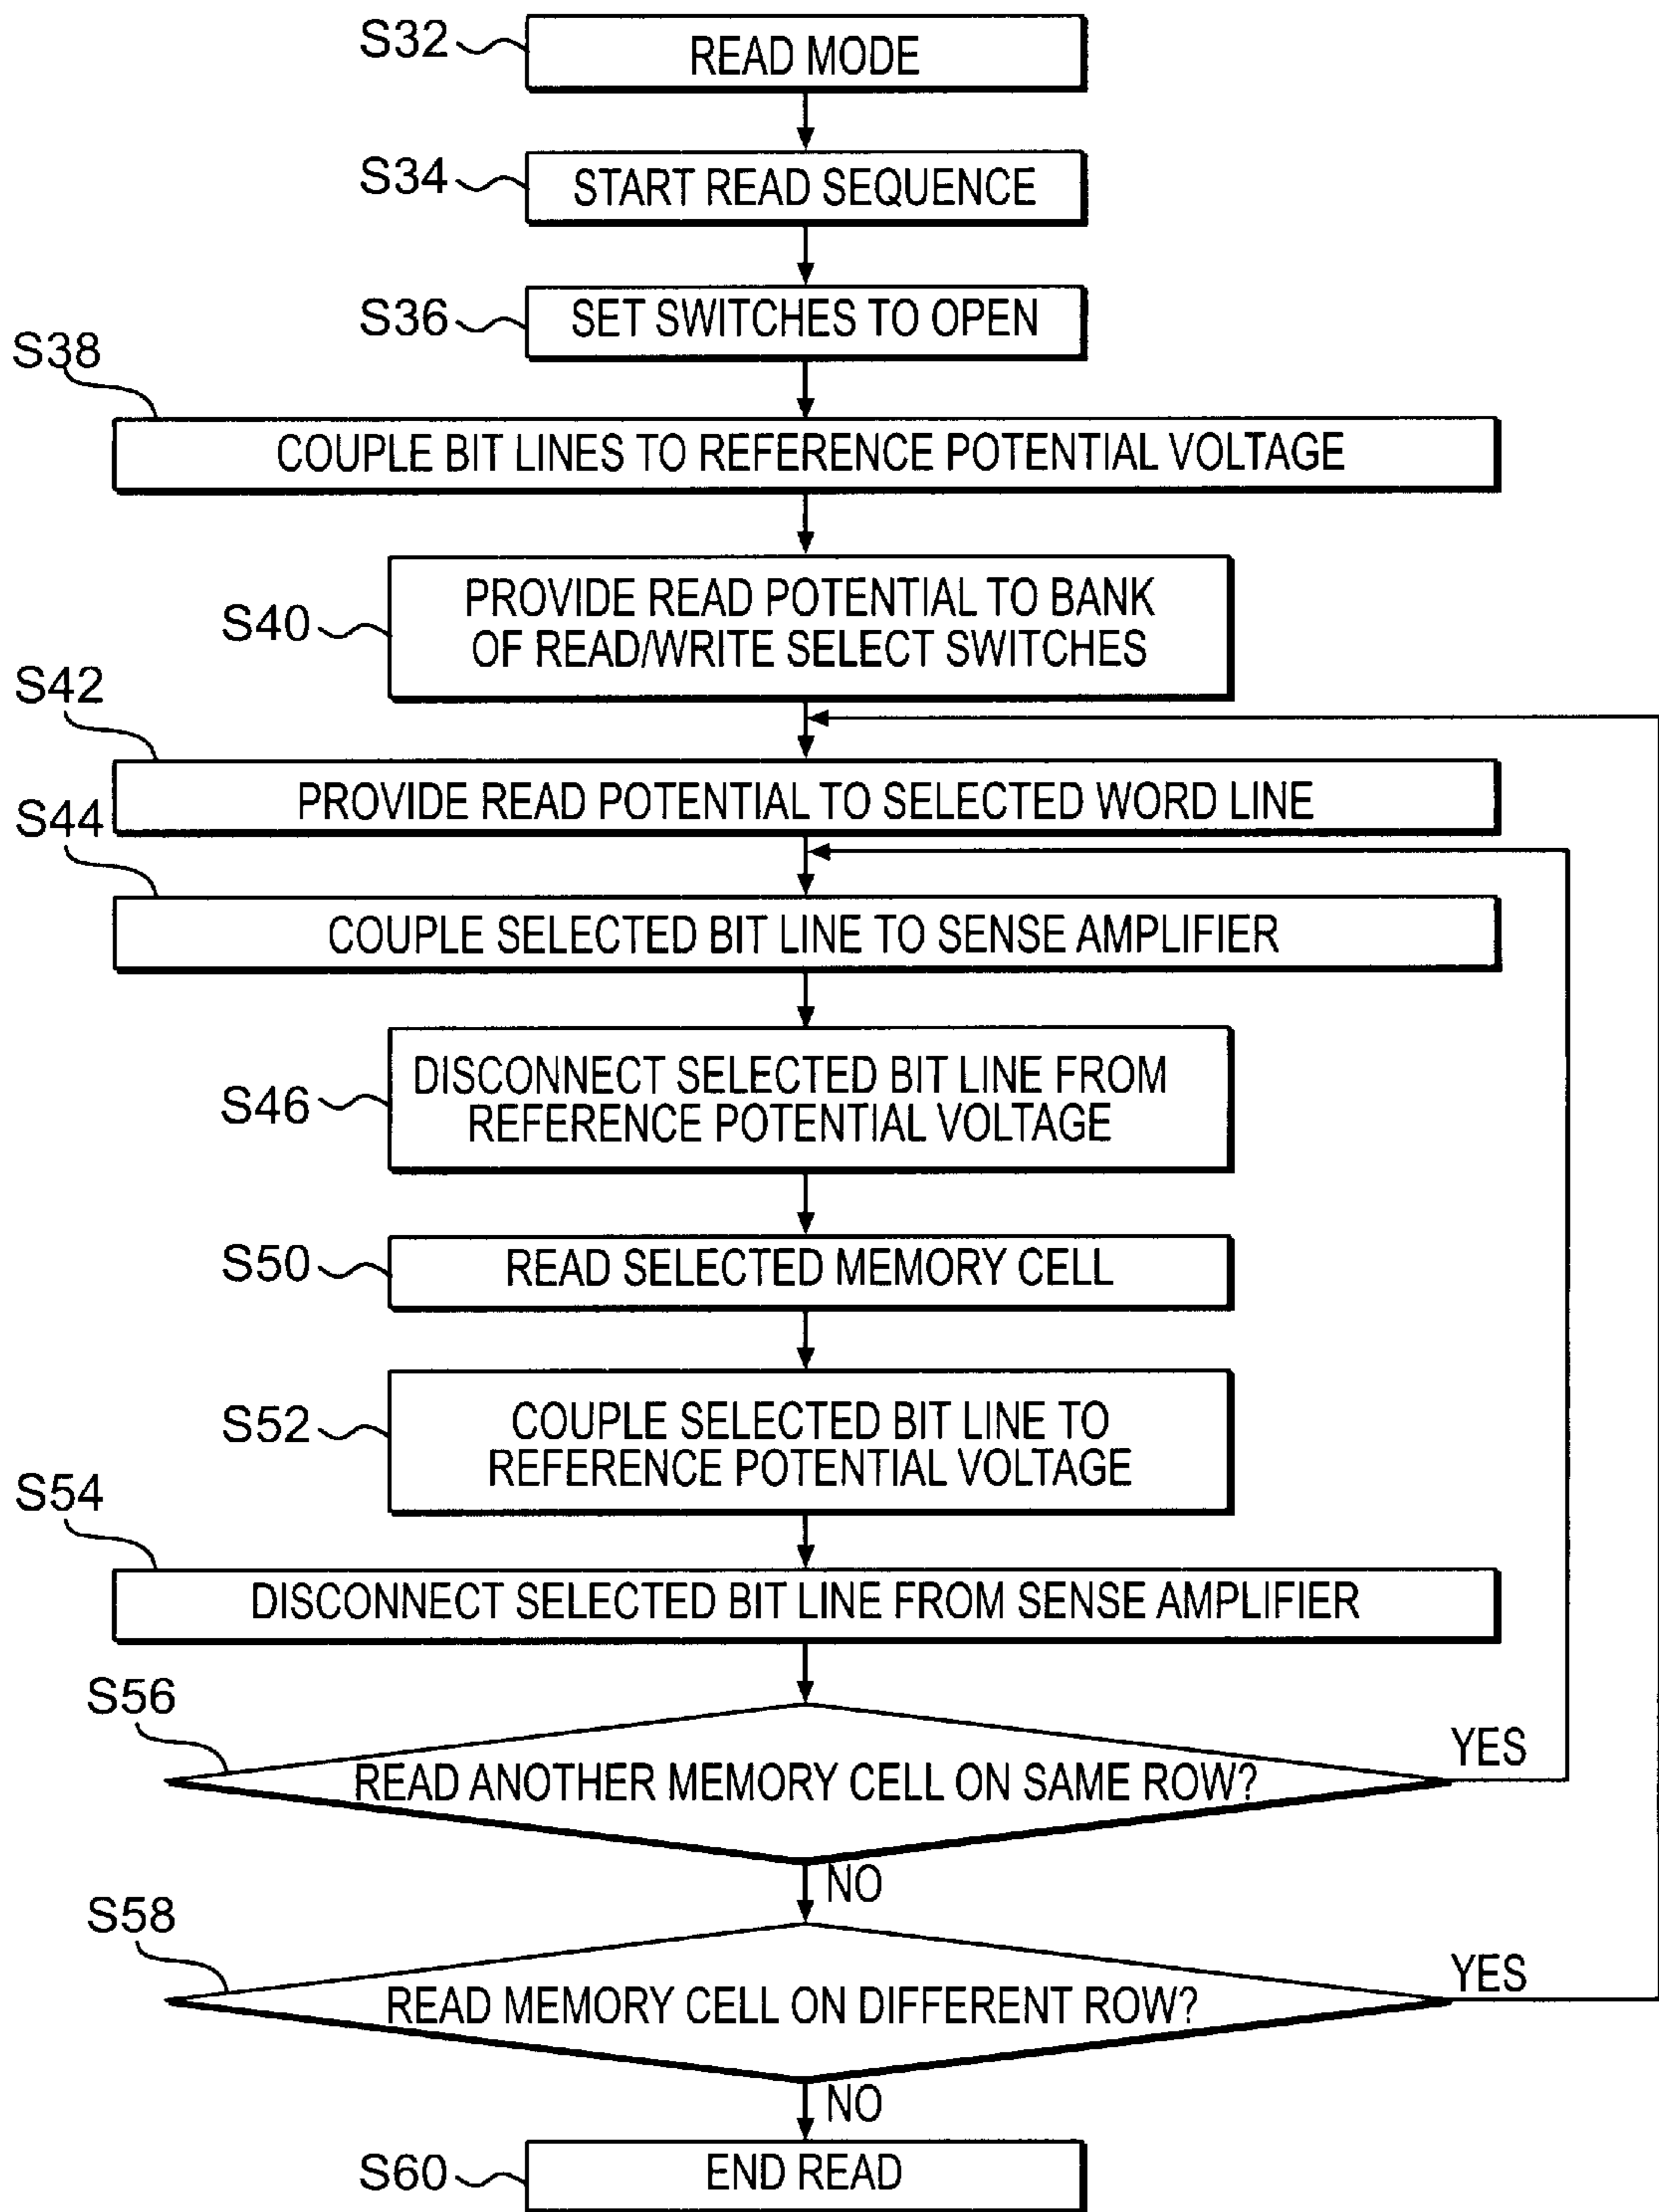 S32
READ MODE
S34
START READ SEQUENCE
S36
SET SWITCHES TO OPEN
S38
COUPLE BIT LINES TO REFERENCE POTENTIAL VOLTAGE
S40
PROVIDE READ POTENTIAL TO BANK
OF READ/WRITE SELECT SWITCHES
S42
PROVIDE READ POTENTIAL TO SELECTED WORD LINE
S44
COUPLE SELECTED BIT LINE TO SENSE AMPLIFIER
S46
DISCONNECT SELECTED BIT LINE FROM
REFERENCE POTENTIAL VOLTAGE
S50
READ SELECTED MEMORY CELL
S52
COUPLE SELECTED BIT LINE TO
REFERENCE POTENTIAL VOLTAGE
S54
DISCONNECT SELECTED BIT LINE FROM SENSE AMPLIFIER
S56
READ ANOTHER MEMORY CELL ON SAME ROW?
YES
NO
S58
READ MEMORY CELL ON DIFFERENT ROW?
YES
NO
S60
END READ